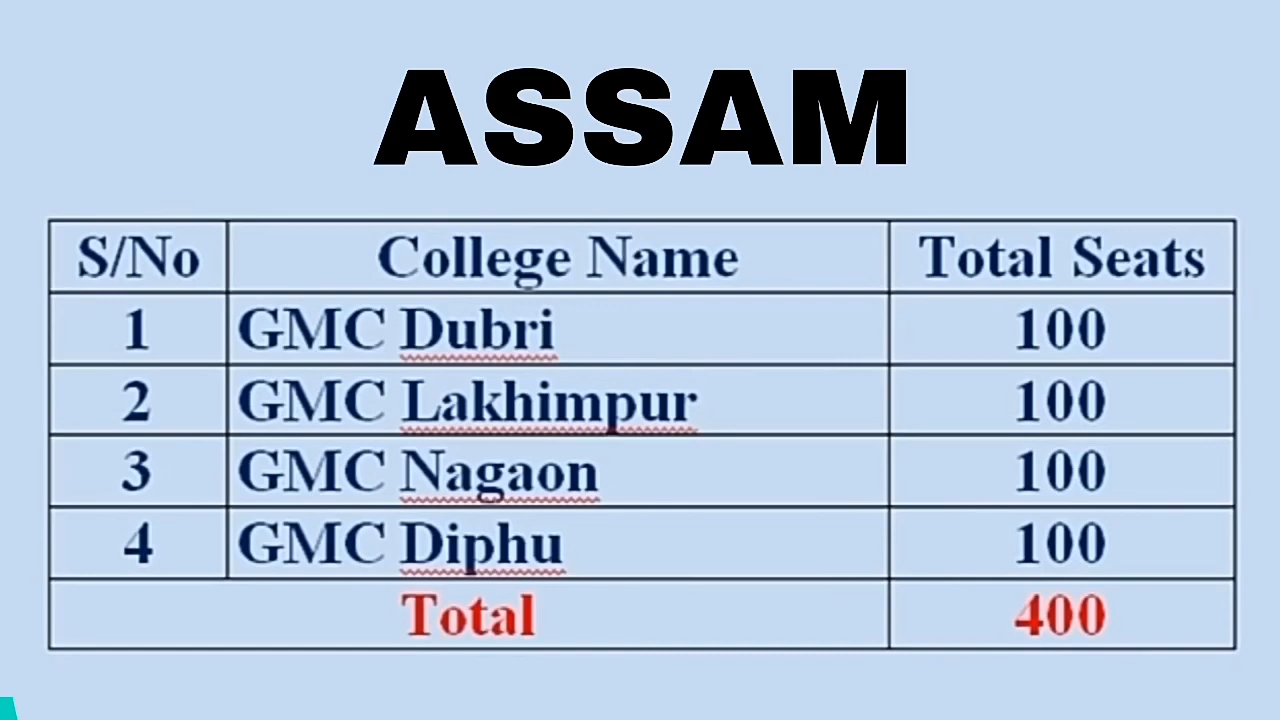 ASSAM
S/No College Name Total Seats
1 GMC Dubri 100
2 GMC Lakhimpur 100
3 GMC Nagaon 100
4 GMC Diphu 100
Total 400